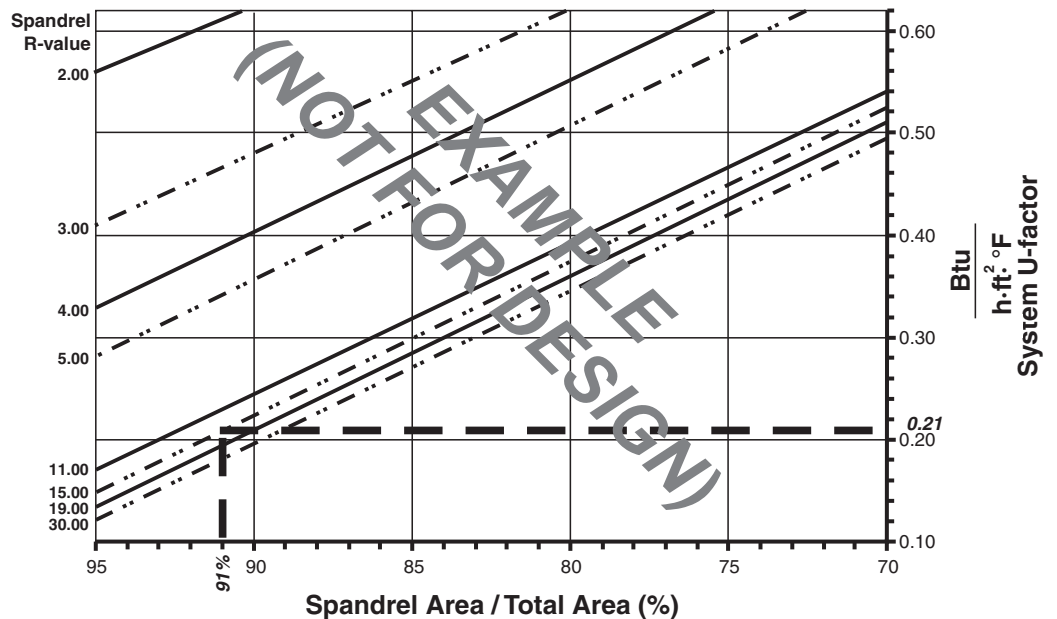 Spandrel
R-value
2.00
3.00
4.00
5.00
11.00
15.00
19.00
30.00
(NOT FOR DESIGN)
EXAMPLE
0.60
0.50
0.40
0.30
0.21
0.20
0.10
Btu
h·ft² °F
System U-factor
95
91%
90
85
80
75
70
Spandrel Area / Total Area (%)